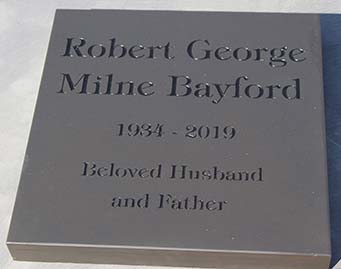 Robert George
Milne Bayford
1934 - 2019
Beloved Husband
and Father